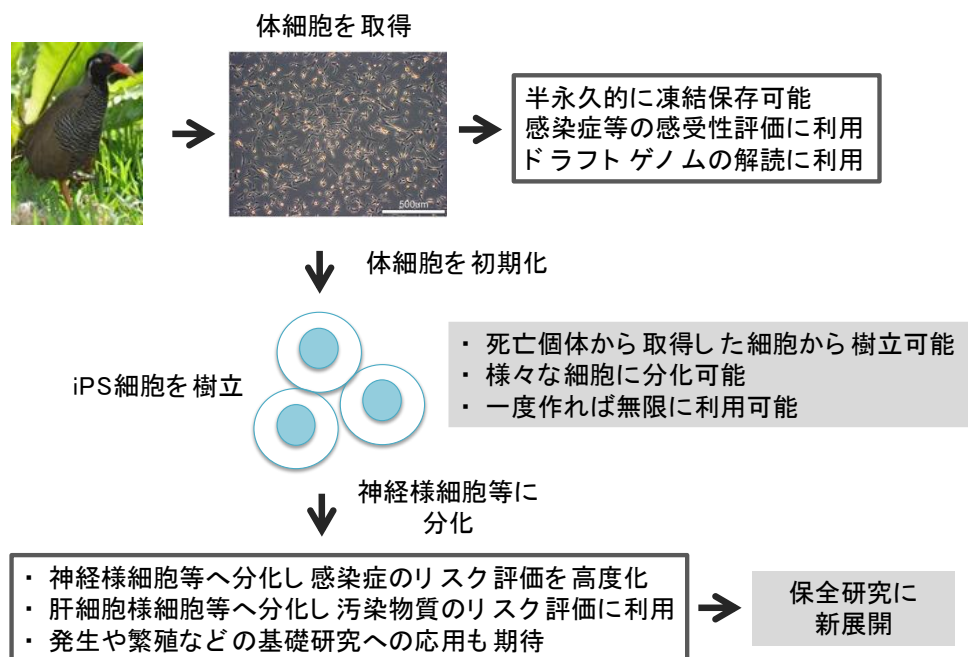 体細胞を取得
半永久的に凍結保存可能
感染症等の感受性評価に利用
ドラフトゲノムの解読に利用
500um
体細胞を初期化
iPS細胞を樹立
・ 死亡個体から取得した細胞から樹立可能
・ 様々な細胞に分化可能
・ 一度作れば無限に利用可能
神経様細胞等に
分化
・ 神経様細胞等へ分化し感染症のリスク評価を高度化
・ 肝細胞様細胞等へ分化し汚染物質のリスク評価に利用
・ 発生や繁殖などの基礎研究への応用も期待
保全研究に
新展開